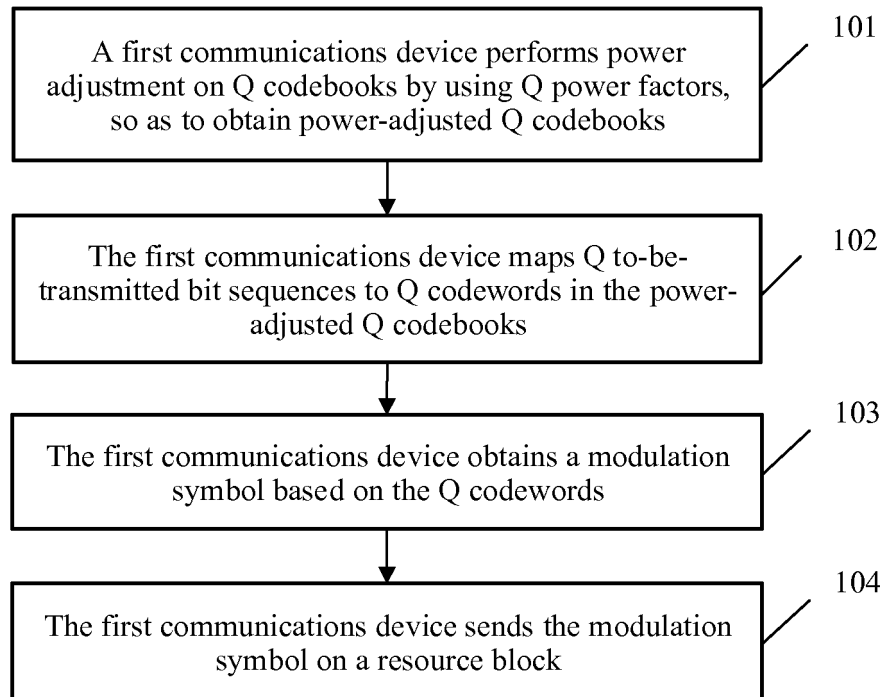 A first communications device performs power
adjustment on Q codebooks by using Q power factors,
so as to obtain power-adjusted Q codebooks
101
The first communications device maps Q to-be-
transmitted bit sequences to Q codewords in the power-
adjusted Q codebooks
102
The first communications device obtains a modulation
symbol based on the Q codewords
103
The first communications device sends the modulation
symbol on a resource block
104